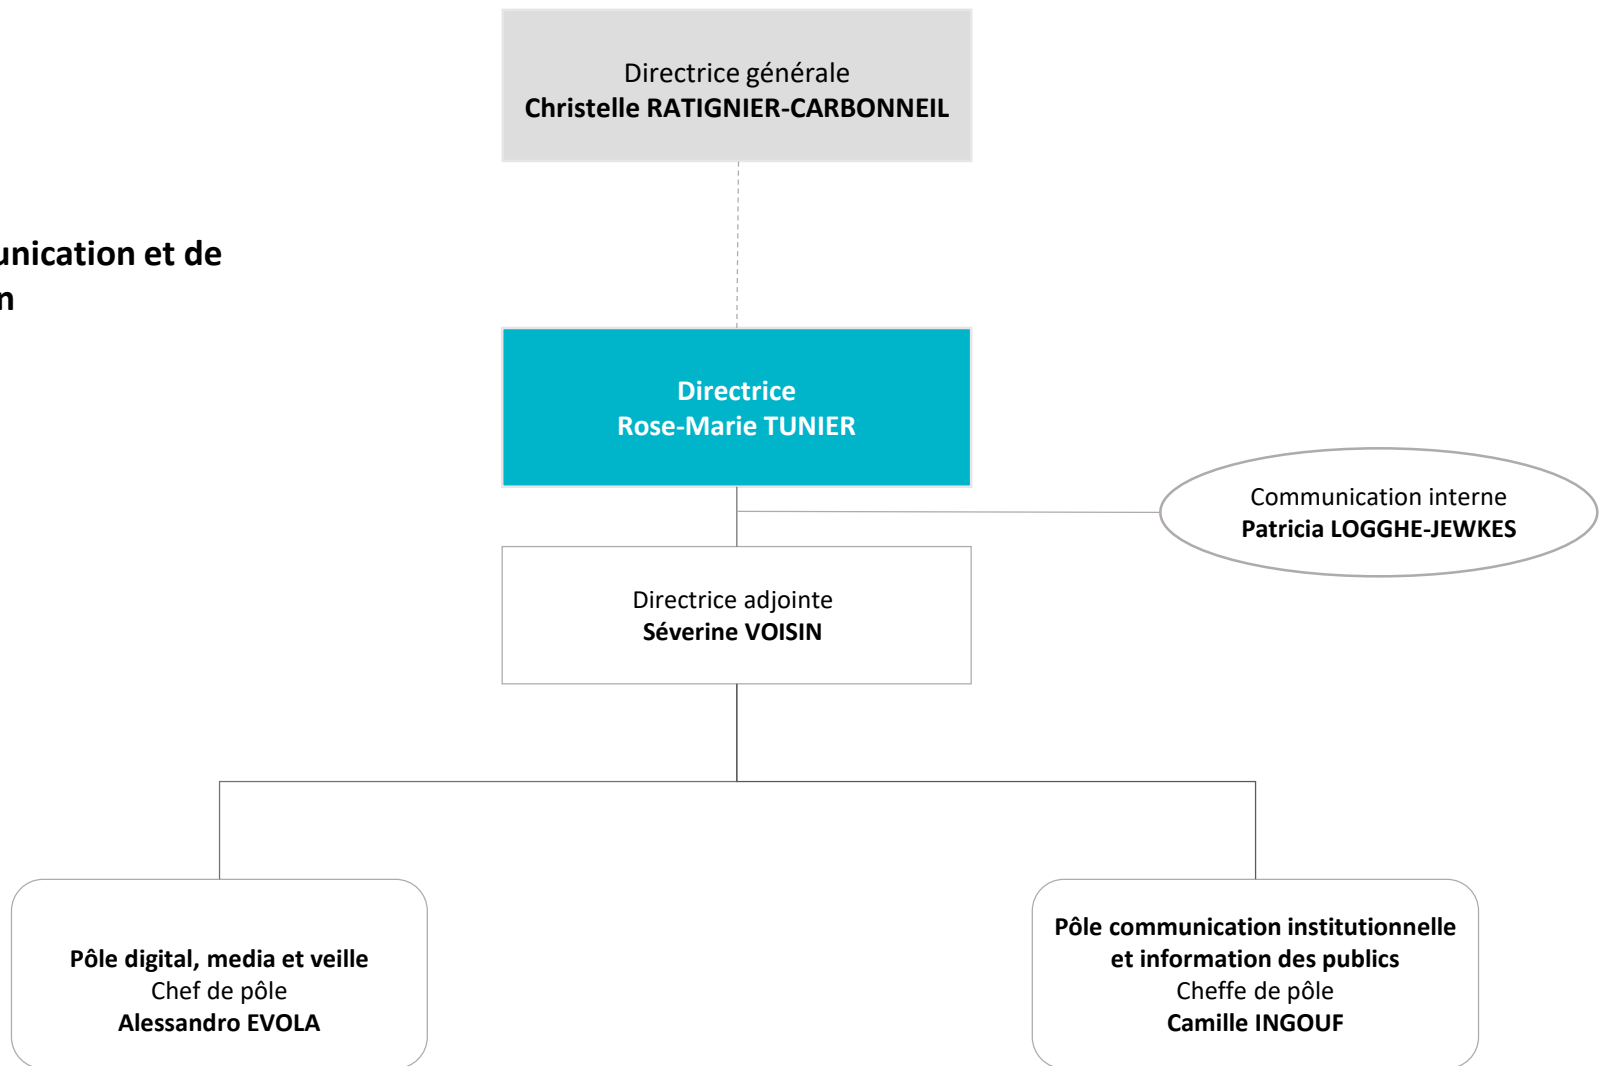 Directrice générale
Christelle RATIGNIER-CARBONNEIL
et de
Directrice
Rose-Marie TUNIER
Communication interne
Patricia LOGGHE-JEWKES
Directrice adjointe
Séverine VOISIN
Pôle digital, media et veille
Chef de pôle
Alessandro EVOLA
Pôle communication institutionnelle
et information des publics
Cheffe de pôle
Camille INGOUF